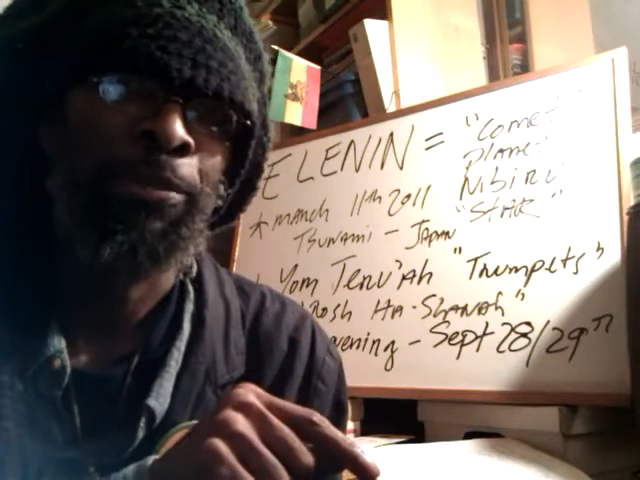 ELENIN = "Comet
Planet
Nibiru
"STAR"
* March 11th 2011
Tsunami - Japan
Yom Teru'ah "Trumpets"
Rosh Ha-Shanah"
evening - Sept 28/29th